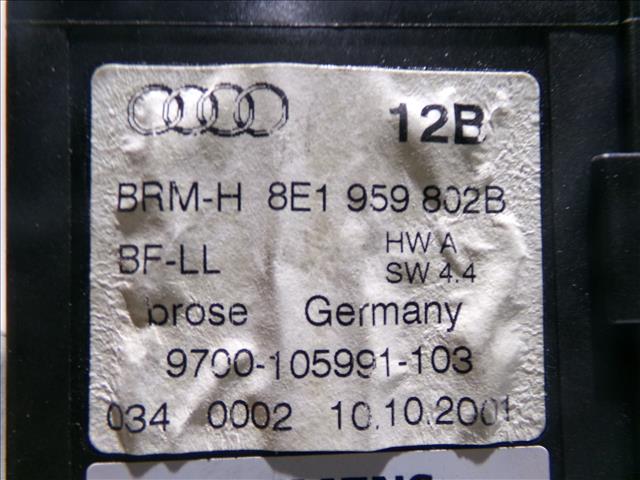 12B
BRM-H 8E1 959 802B
BF-LL HW A
SW 4.4
brose Germany
9700-105991-103
034 0002 10.10.2001